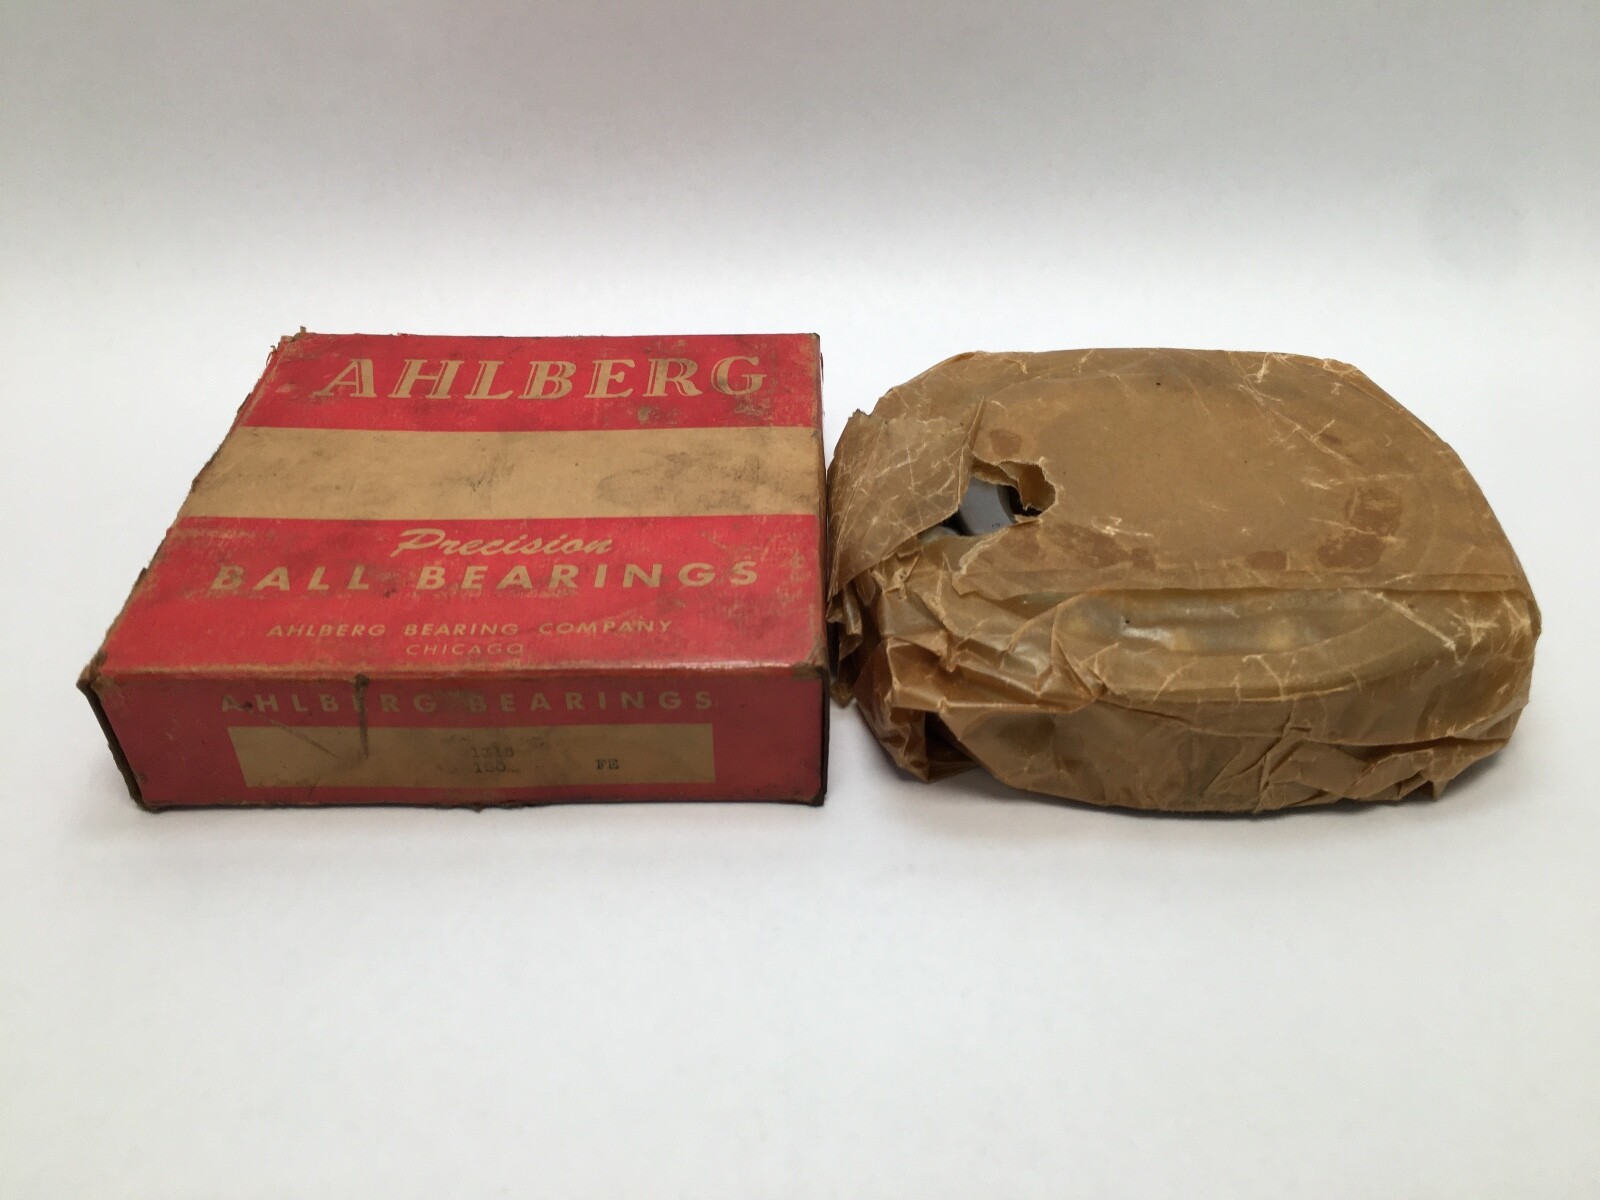 AHLBERG
Precision
BALL BEARINGS
AHLBERG BEARING COMPANY
CHICAGO
AHLBERG BEARINGS
FE